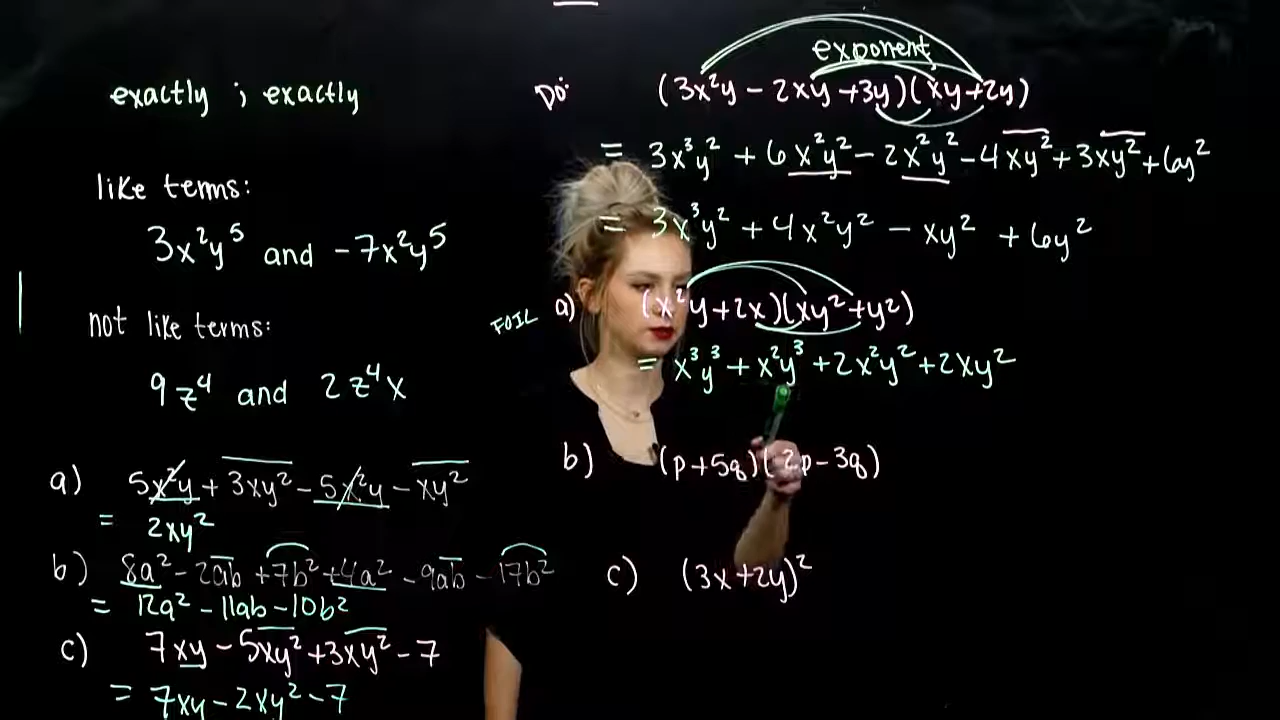 exactly ; exactly
like terms:
3x²y⁵ and -7x²y⁵
not like terms:
9z⁴ and 2z⁴x
a) 5x²y + 3xy² - 5x²y - xy²
= 2xy²
b) 8a² - 2ab + 7b² + 4a² - 9ab - 17b²
= 12a² - 11ab - 10b²
c) 7xy - 5xy² + 3xy² - 7
= 7xy - 2xy² - 7
exponent
Do: (3x²y - 2xy + 3y)(xy + 2y)
= 3x³y² + 6x²y² - 2x²y² - 4xy² + 3xy² + 6y²
= 3x³y² + 4x²y² - xy² + 6y²
a) (x²y + 2x)(xy² + y²)
FOIL
= x³y³ + x²y³ + 2x²y² + 2xy²
b) (p + 5q)(2p - 3q)
c) (3x + 2y)²